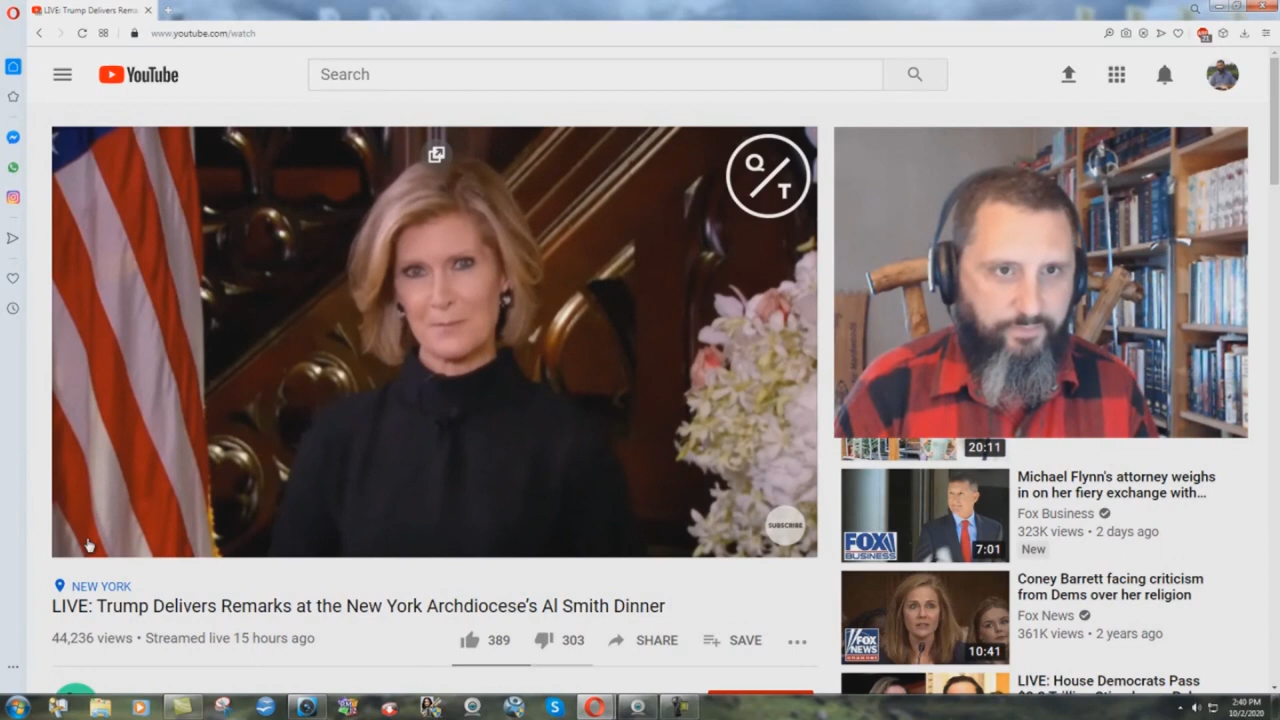 LIVE: Trump Delivers Rema
www.youtube.com/watch
YouTube
Search
Q
T
SUBSCRIBE
20:11
FOX
BUSINESS
7:01
Michael Flynn's attorney weighs
in on her fiery exchange with...
Fox Business
323K views • 2 days ago
New
FOX
NEWS
10:41
Coney Barrett facing criticism
from Dems over her religion
Fox News
361K views • 2 years ago
LIVE: House Democrats Pass
NEW YORK
LIVE: Trump Delivers Remarks at the New York Archdiocese's Al Smith Dinner
44,236 views • Streamed live 15 hours ago
389
303
SHARE
SAVE
2:40 PM
10/2/2020